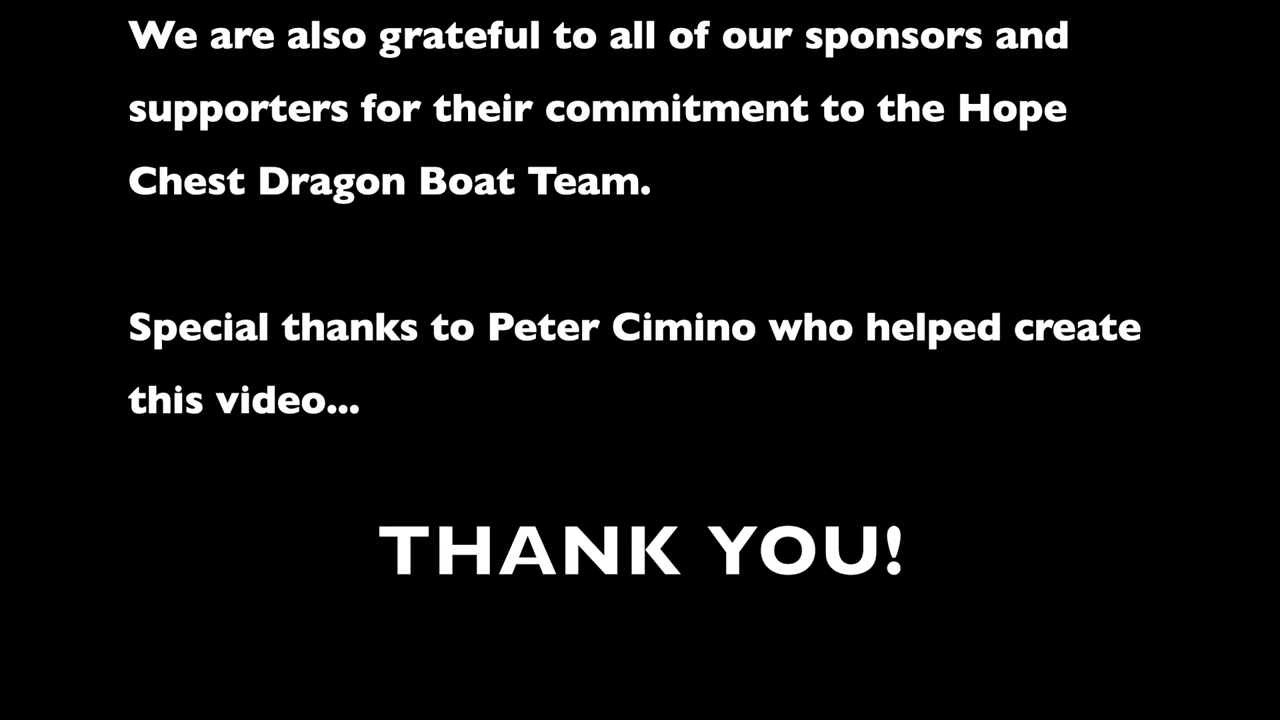 We are also grateful to all of our sponsors and
supporters for their commitment to the Hope
Chest Dragon Boat Team.
Special thanks to Peter Cimino who helped create
this video...
THANK YOU!